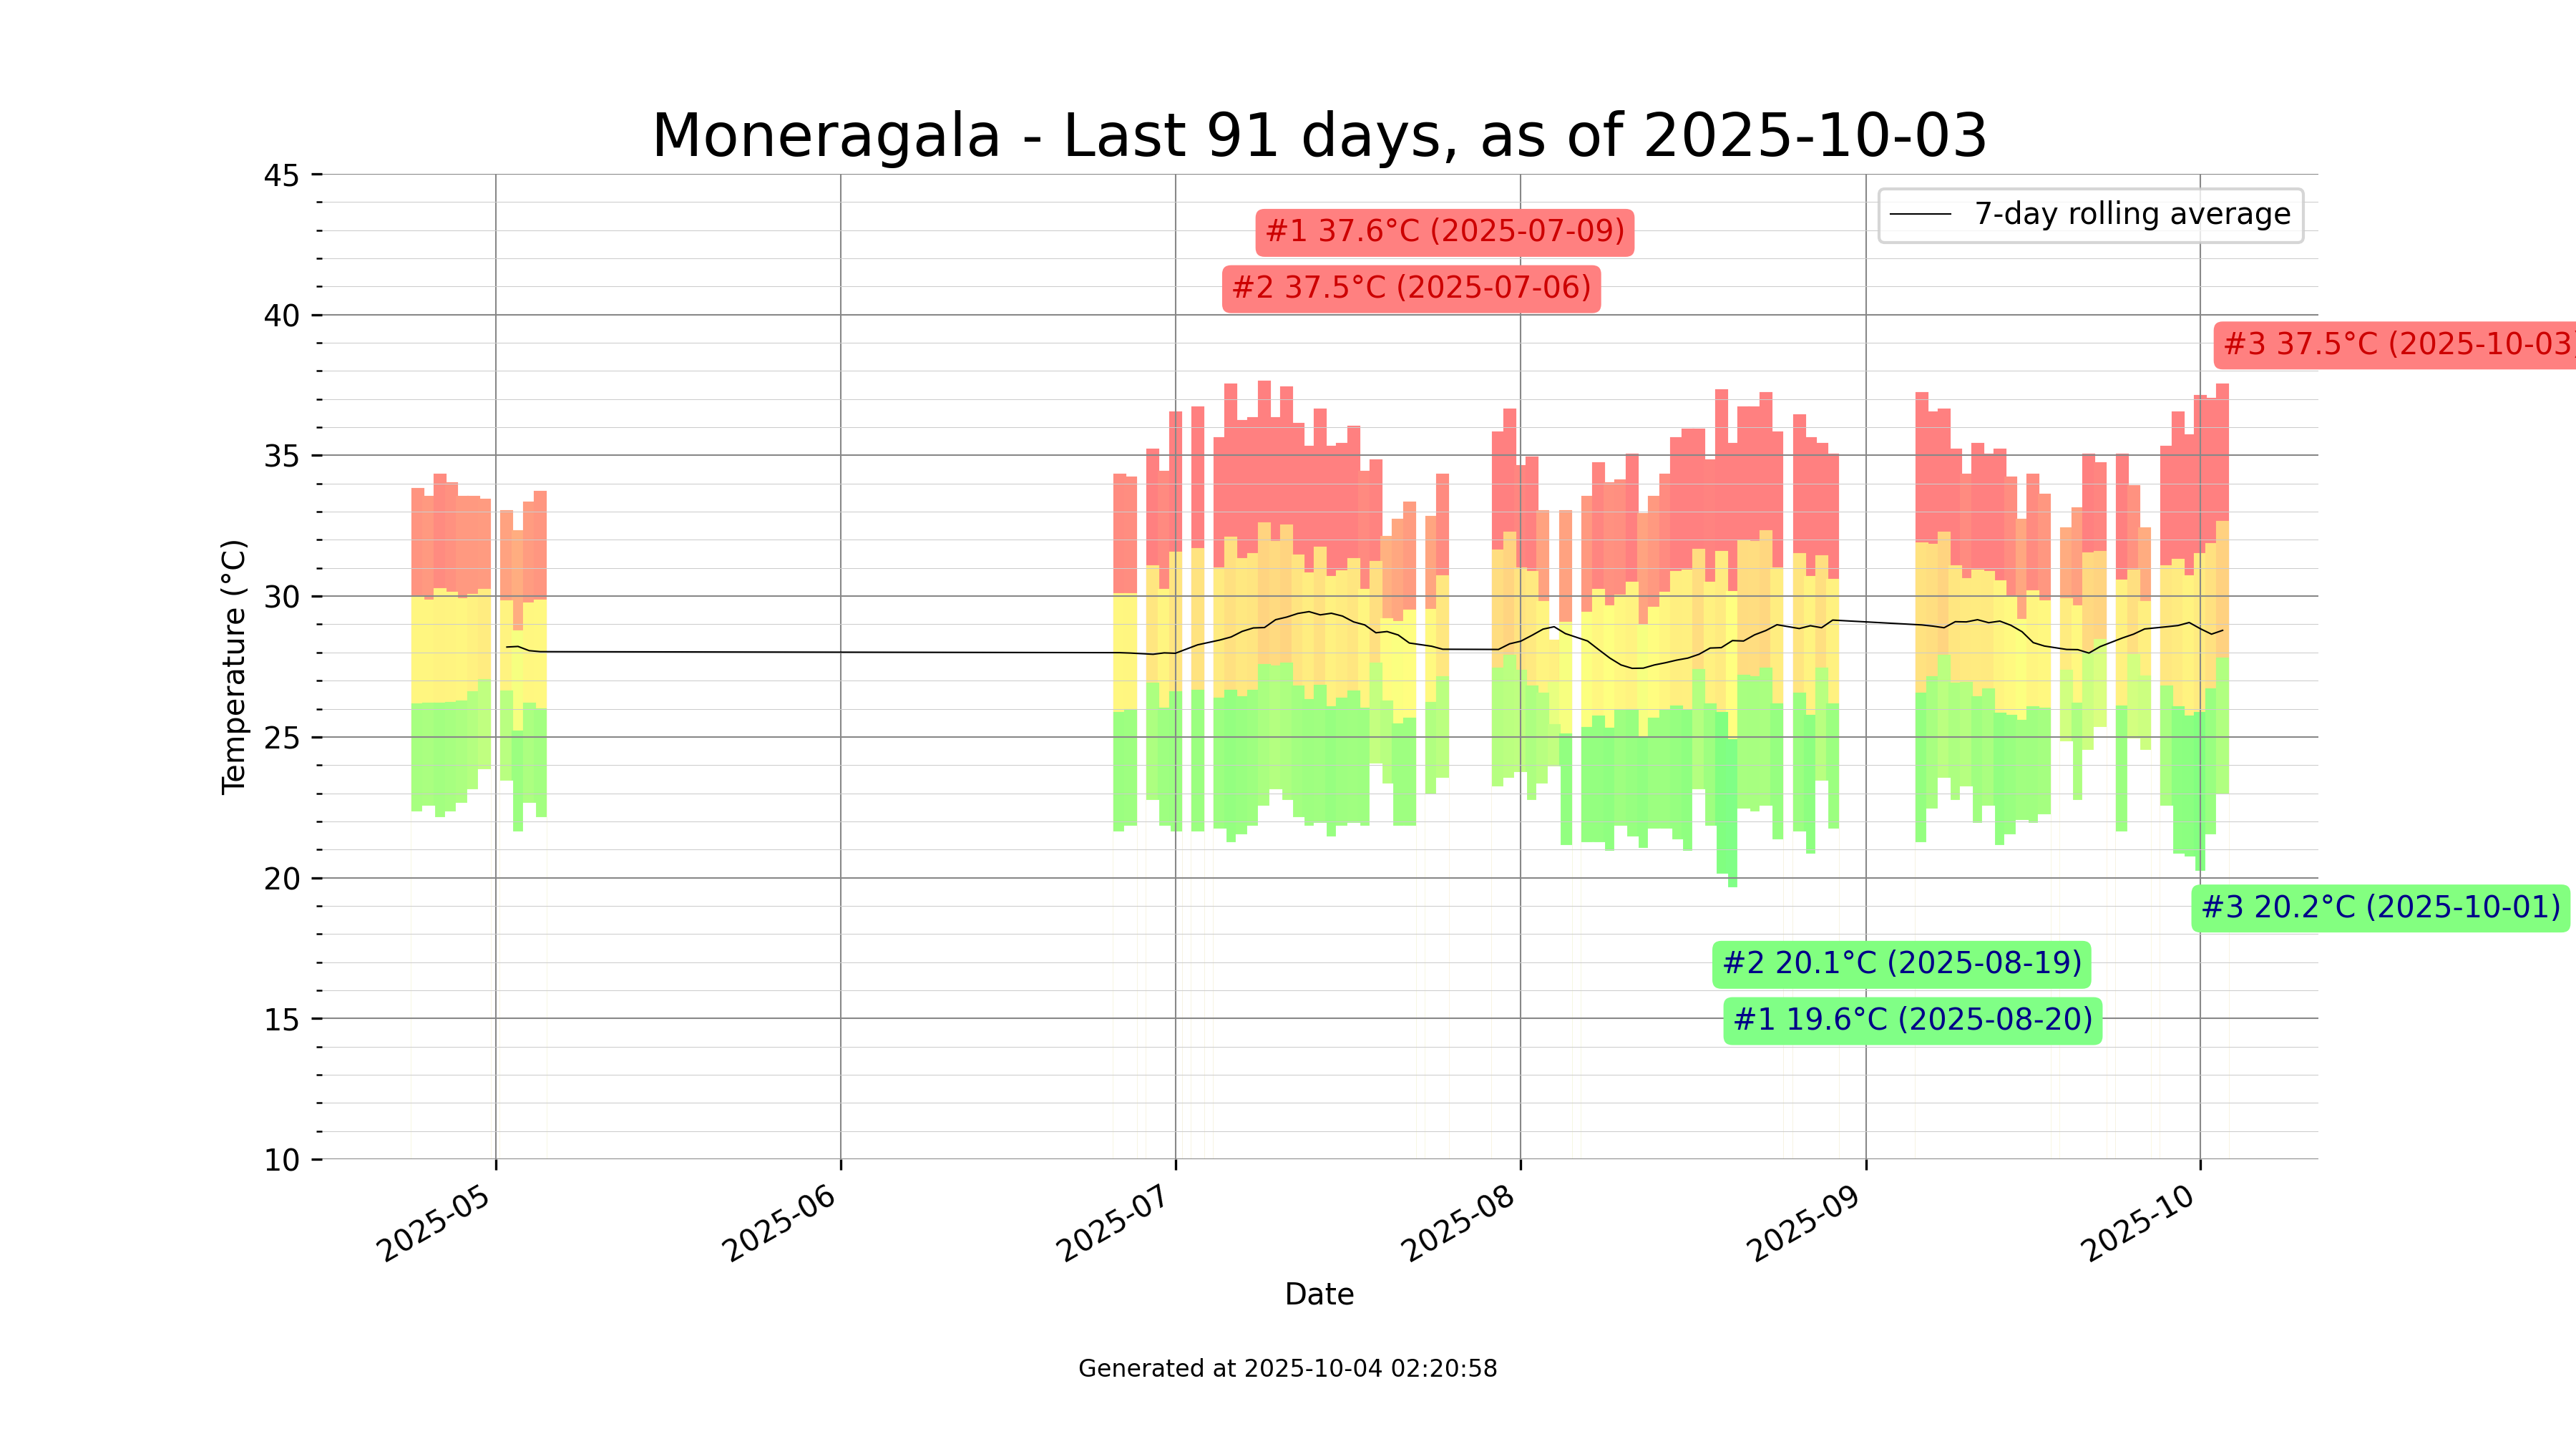 Moneragala - Last 91 days, as of 2025-10-03
45
40
35
30
25
20
15
10
Temperature (°C)
7-day rolling average
#1 37.6°C (2025-07-09)
#2 37.5°C (2025-07-06)
#3 37.5°C (2025-10-03)
#3 20.2°C (2025-10-01)
#2 20.1°C (2025-08-19)
#1 19.6°C (2025-08-20)
2025-05
2025-06
2025-07
2025-08
2025-09
2025-10
Date
Generated at 2025-10-04 02:20:58